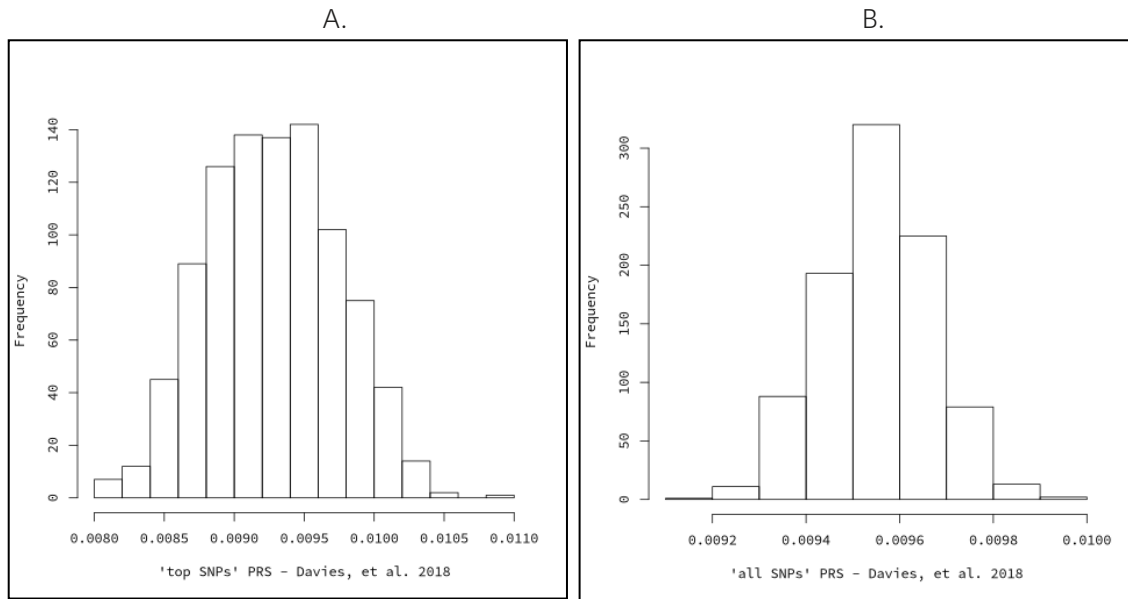 A.
B.
140
120
100
80
60
40
20
0
Frequency
0.0080 0.0085 0.0090 0.0095 0.0100 0.0105 0.0110
'top SNPs' PRS - Davies, et al. 2018
300
250
200
150
100
50
0
Frequency
0.0092 0.0094 0.0096 0.0098 0.0100
'all SNPs' PRS - Davies, et al. 2018